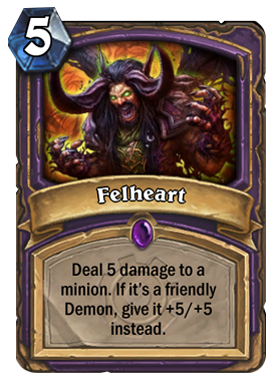 5
Felheart
Deal 5 damage to a
minion. If it's a friendly
Demon, give it +5/+5
instead.